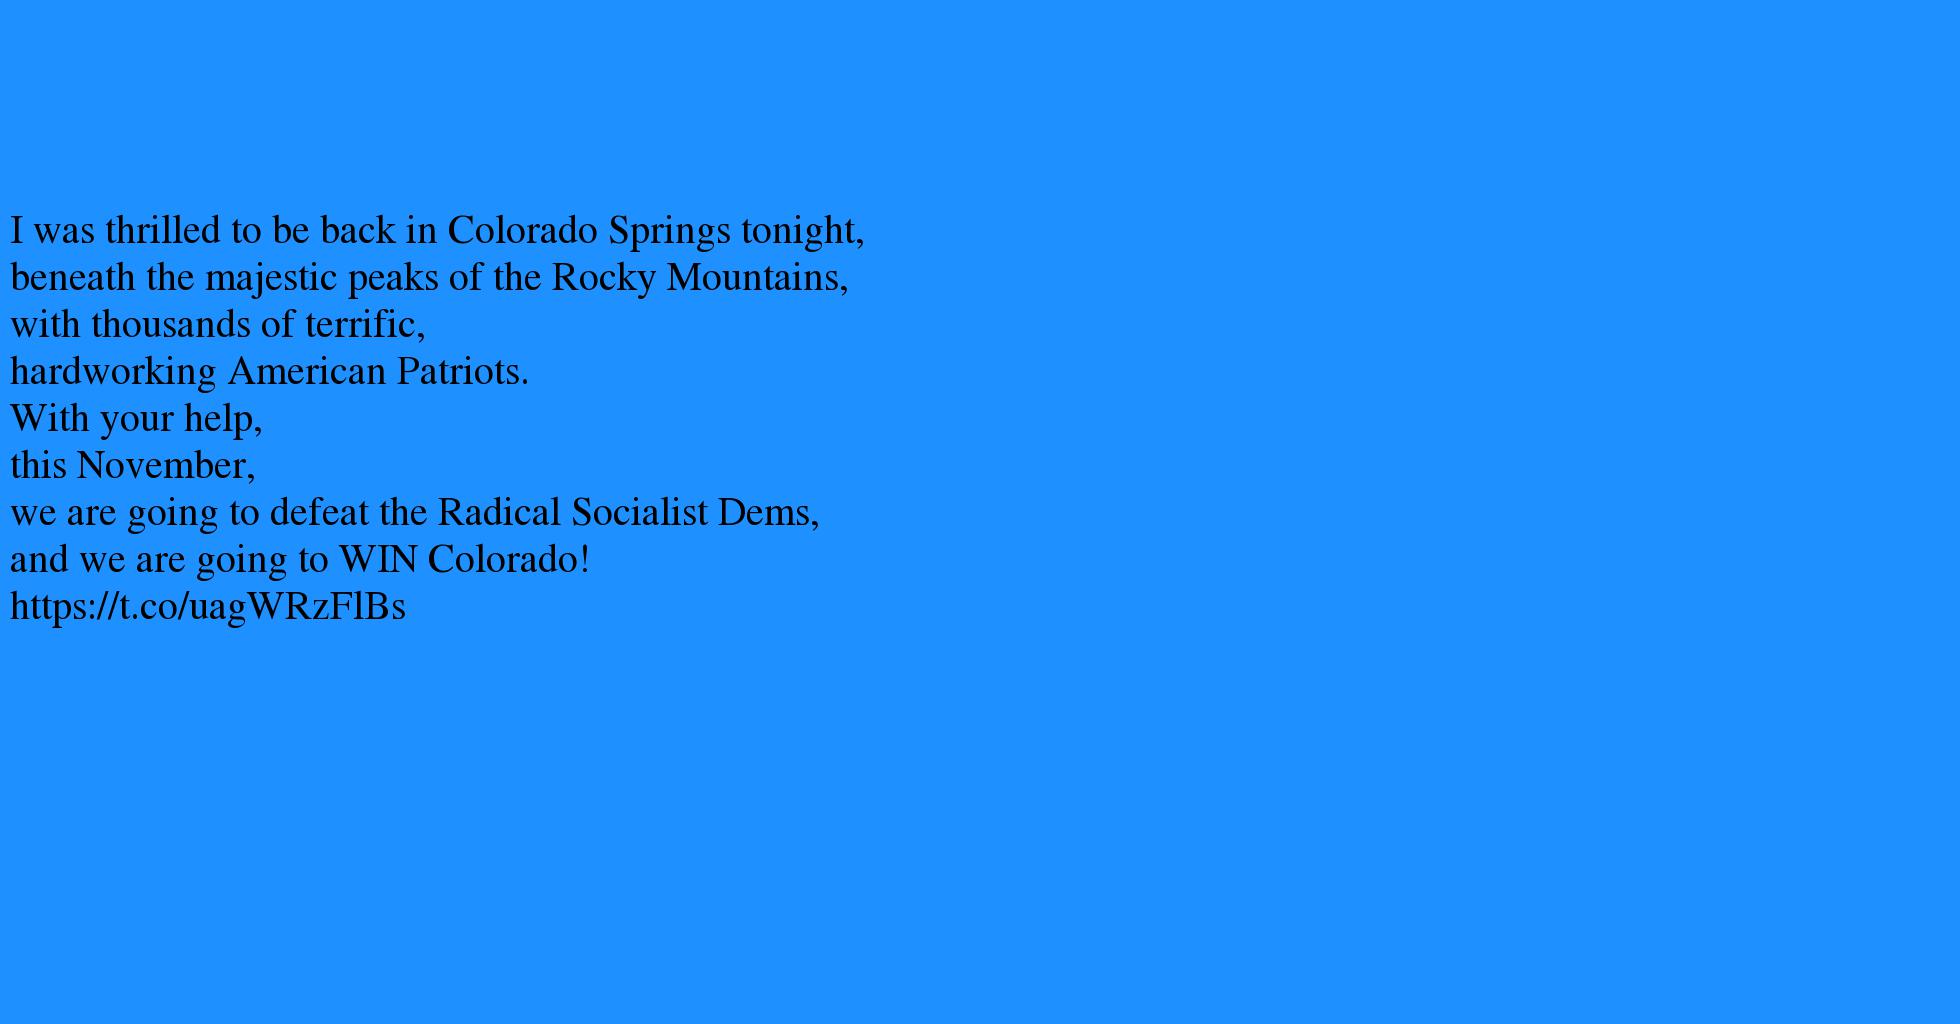 I was thrilled to be back in Colorado Springs tonight,
beneath the majestic peaks of the Rocky Mountains,
with thousands of terrific,
hardworking American Patriots.
With your help,
this November,
we are going to defeat the Radical Socialist Dems,
and we are going to WIN Colorado!
https://t.co/uagWRzFlBs